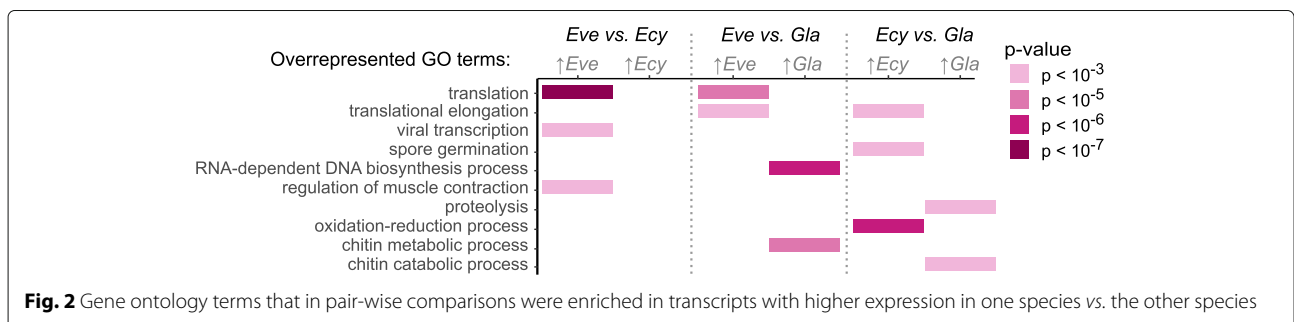 Eve vs. Ecy Eve vs. Gla Ecy vs. Gla
Overrepresented GO terms: ↑Eve ↑Ecy ↑Eve ↑Gla ↑Ecy ↑Gla
p-value
p < 10⁻³
p < 10⁻⁵
p < 10⁻⁶
p < 10⁻⁷
translation
translational elongation
viral transcription
spore germination
RNA-dependent DNA biosynthesis process
regulation of muscle contraction
proteolysis
oxidation-reduction process
chitin metabolic process
chitin catabolic process
Fig. 2 Gene ontology terms that in pair-wise comparisons were enriched in transcripts with higher expression in one species vs. the other species